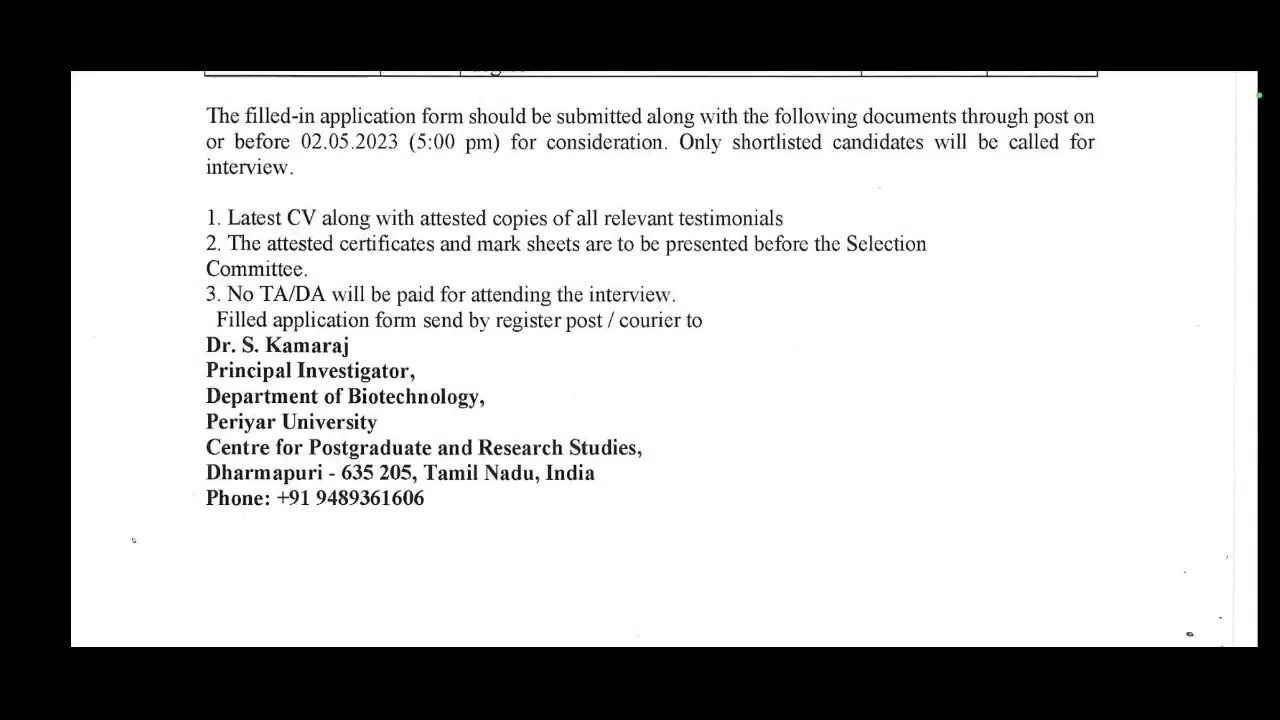 The filled-in application form should be submitted along with the following documents through post on
or before 02.05.2023 (5:00 pm) for consideration. Only shortlisted candidates will be called for
interview.
1. Latest CV along with attested copies of all relevant testimonials
2. The attested certificates and mark sheets are to be presented before the Selection
Committee.
3. No TA/DA will be paid for attending the interview.
Filled application form send by register post / courier to
Dr. S. Kamaraj
Principal Investigator,
Department of Biotechnology,
Periyar University
Centre for Postgraduate and Research Studies,
Dharmapuri - 635 205, Tamil Nadu, India
Phone: +91 9489361606